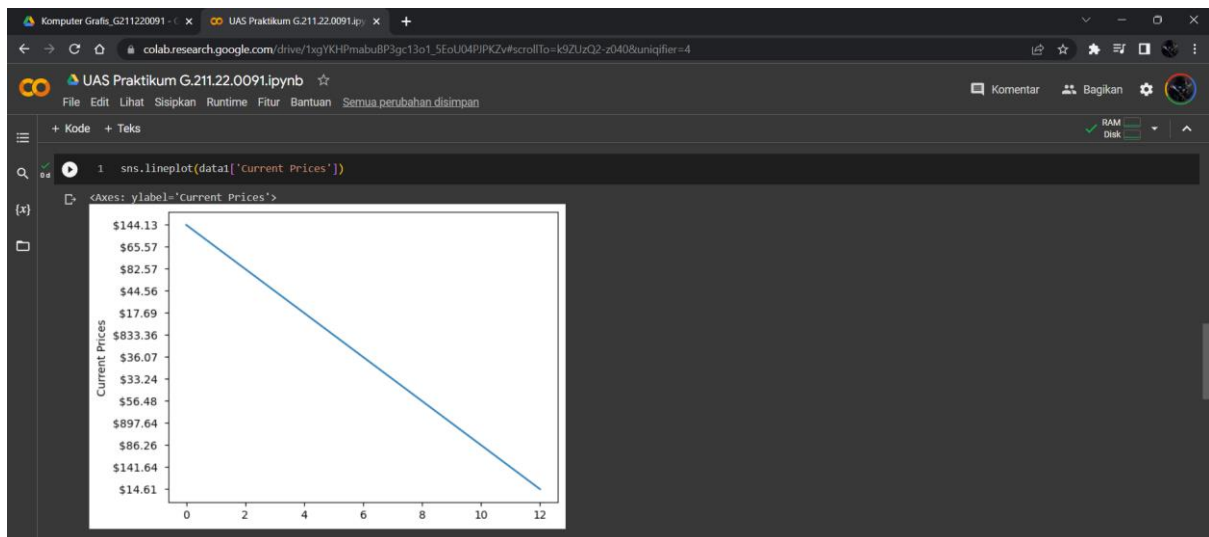 Komputer Grafis_G211220091 - G
UAS Praktikum G.211.22.0091.ipy
colab.research.google.com/drive/1xgYKHPmabuBP3gc13o1_5EoU04PJPKZv#scrollTo=k9ZUzQ2-z040&uniqifier=4
CO
UAS Praktikum G.211.22.0091.ipynb
File Edit Lihat Sisipkan Runtime Fitur Bantuan Semua perubahan disimpan
Komentar
Bagikan
+ Kode + Teks
RAM
Disk
0 d
1 sns.lineplot(data1['Current Prices'])
{x}
<Axes: ylabel='Current Prices'>
$144.13
$65.57
$82.57
$44.56
$17.69
$833.36
$36.07
$33.24
$56.48
$897.64
$86.26
$141.64
$14.61
Current Prices
0 2 4 6 8 10 12